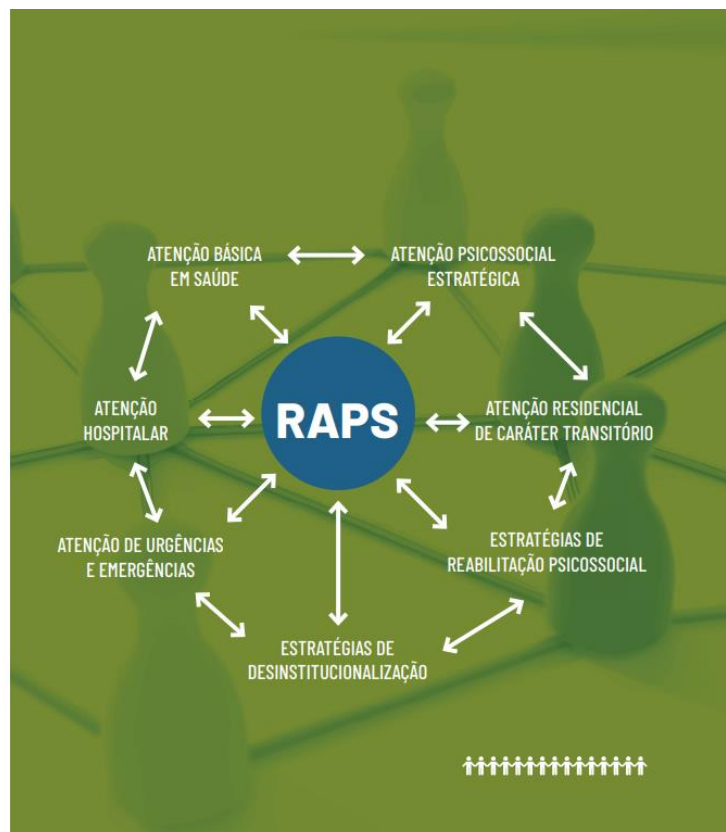 ATENÇÃO BÁSICA
EM SAÚDE
ATENÇÃO PSICOSSOCIAL
ESTRATÉGICA
ATENÇÃO
HOSPITALAR
RAPS
ATENÇÃO RESIDENCIAL
DE CARÁTER TRANSITÓRIO
ATENÇÃO DE URGÊNCIAS
E EMERGÊNCIAS
ESTRATÉGIAS DE
REABILITAÇÃO PSICOSSOCIAL
ESTRATÉGIAS DE
DESINSTITUCIONALIZAÇÃO